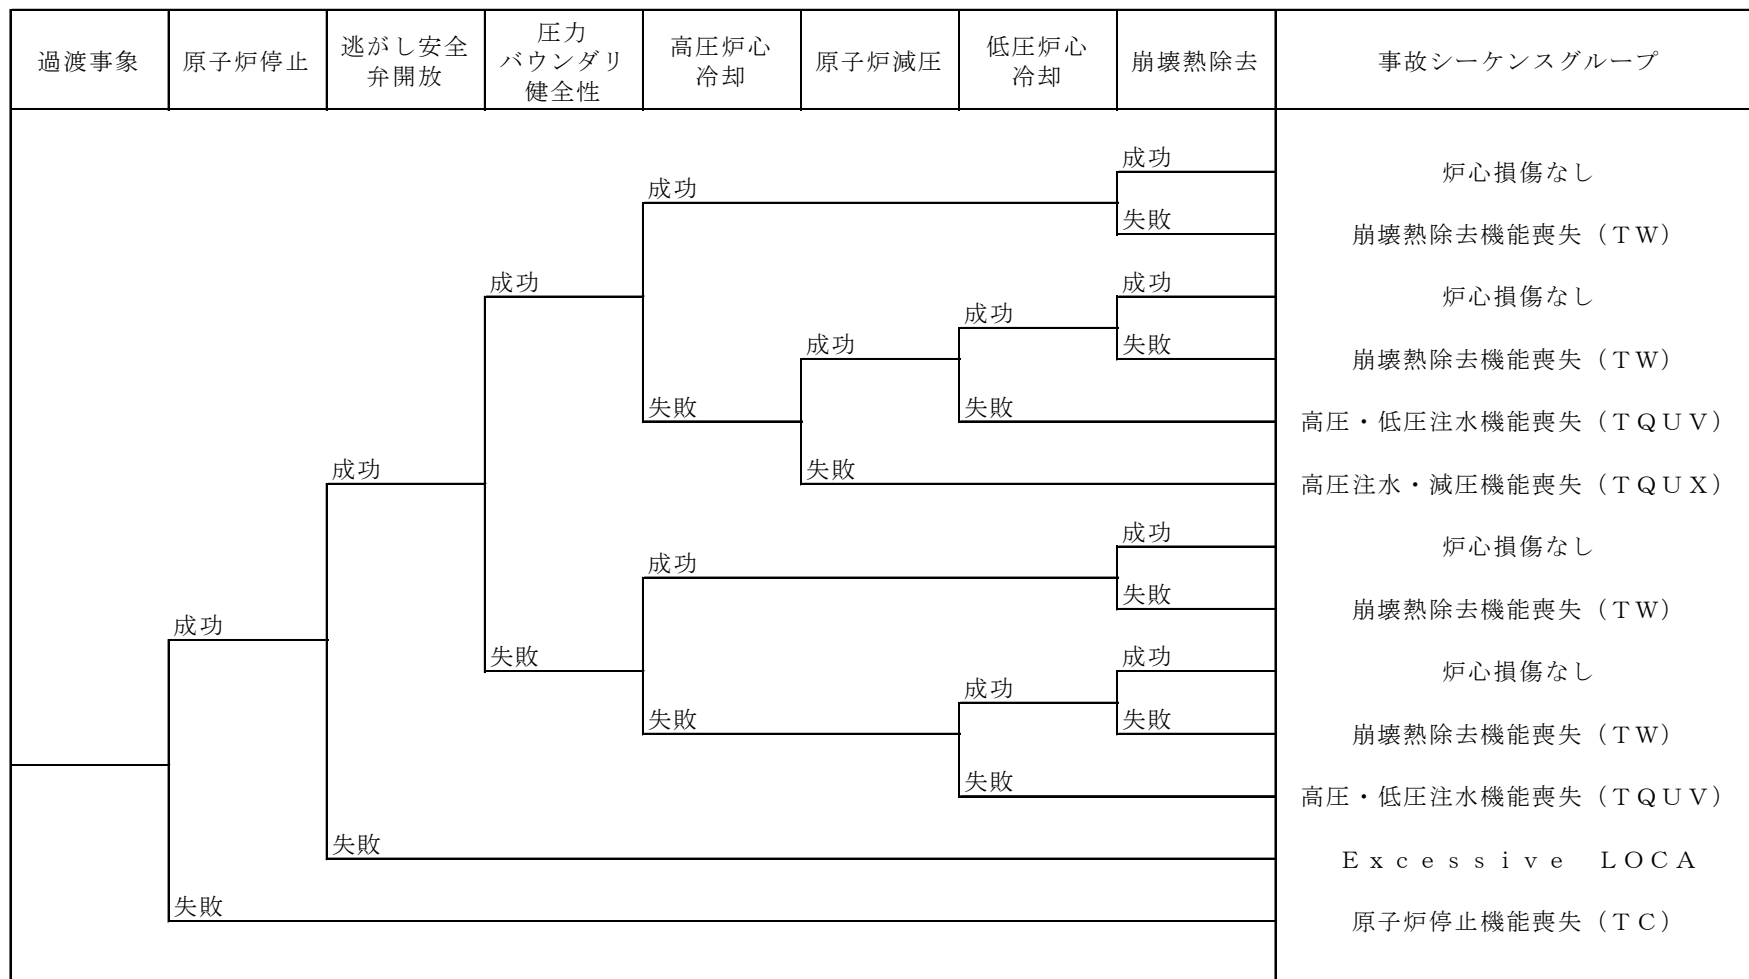 過渡事象
原子炉停止
逃がし安全
弁開放
圧力
バウンダリ
健全性
高圧炉心
冷却
原子炉減圧
低圧炉心
冷却
崩壊熱除去
事故シーケンスグループ
成功
炉心損傷なし
成功
失敗
崩壊熱除去機能喪失（ＴＷ）
成功
成功
炉心損傷なし
成功
成功
失敗
崩壊熱除去機能喪失（ＴＷ）
失敗
失敗
高圧・低圧注水機能喪失（ＴＱＵＶ）
成功
失敗
高圧注水・減圧機能喪失（ＴＱＵＸ）
成功
炉心損傷なし
成功
失敗
崩壊熱除去機能喪失（ＴＷ）
成功
失敗
成功
炉心損傷なし
成功
失敗
失敗
崩壊熱除去機能喪失（ＴＷ）
失敗
高圧・低圧注水機能喪失（ＴＱＵＶ）
失敗
Ｅｘｃｅｓｓｉｖｅ　ＬＯＣＡ
失敗
原子炉停止機能喪失（ＴＣ）